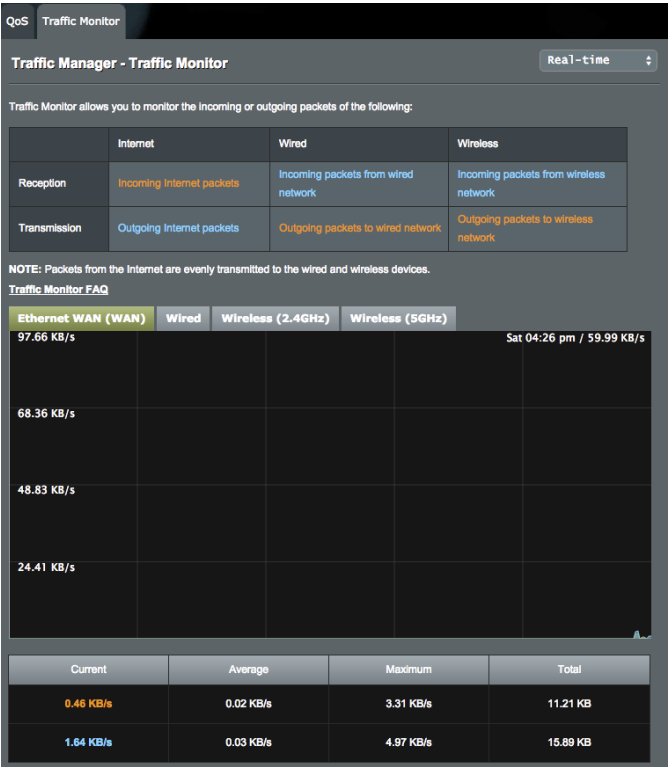 QoS Traffic Monitor
Traffic Manager - Traffic Monitor Real-time
Traffic Monitor allows you to monitor the incoming or outgoing packets of the following:
Internet Wired Wireless
Reception Incoming Internet packets Incoming packets from wired network Incoming packets from wireless network
Transmission Outgoing Internet packets Outgoing packets to wired network Outgoing packets to wireless network
NOTE: Packets from the Internet are evenly transmitted to the wired and wireless devices.
Traffic Monitor FAQ
Ethernet WAN (WAN) Wired Wireless (2.4GHz) Wireless (5GHz)
97.66 KB/s Sat 04:26 pm / 59.99 KB/s
68.36 KB/s
48.83 KB/s
24.41 KB/s
Current Average Maximum Total
0.46 KB/s 0.02 KB/s 3.31 KB/s 11.21 KB
1.64 KB/s 0.03 KB/s 4.97 KB/s 15.89 KB